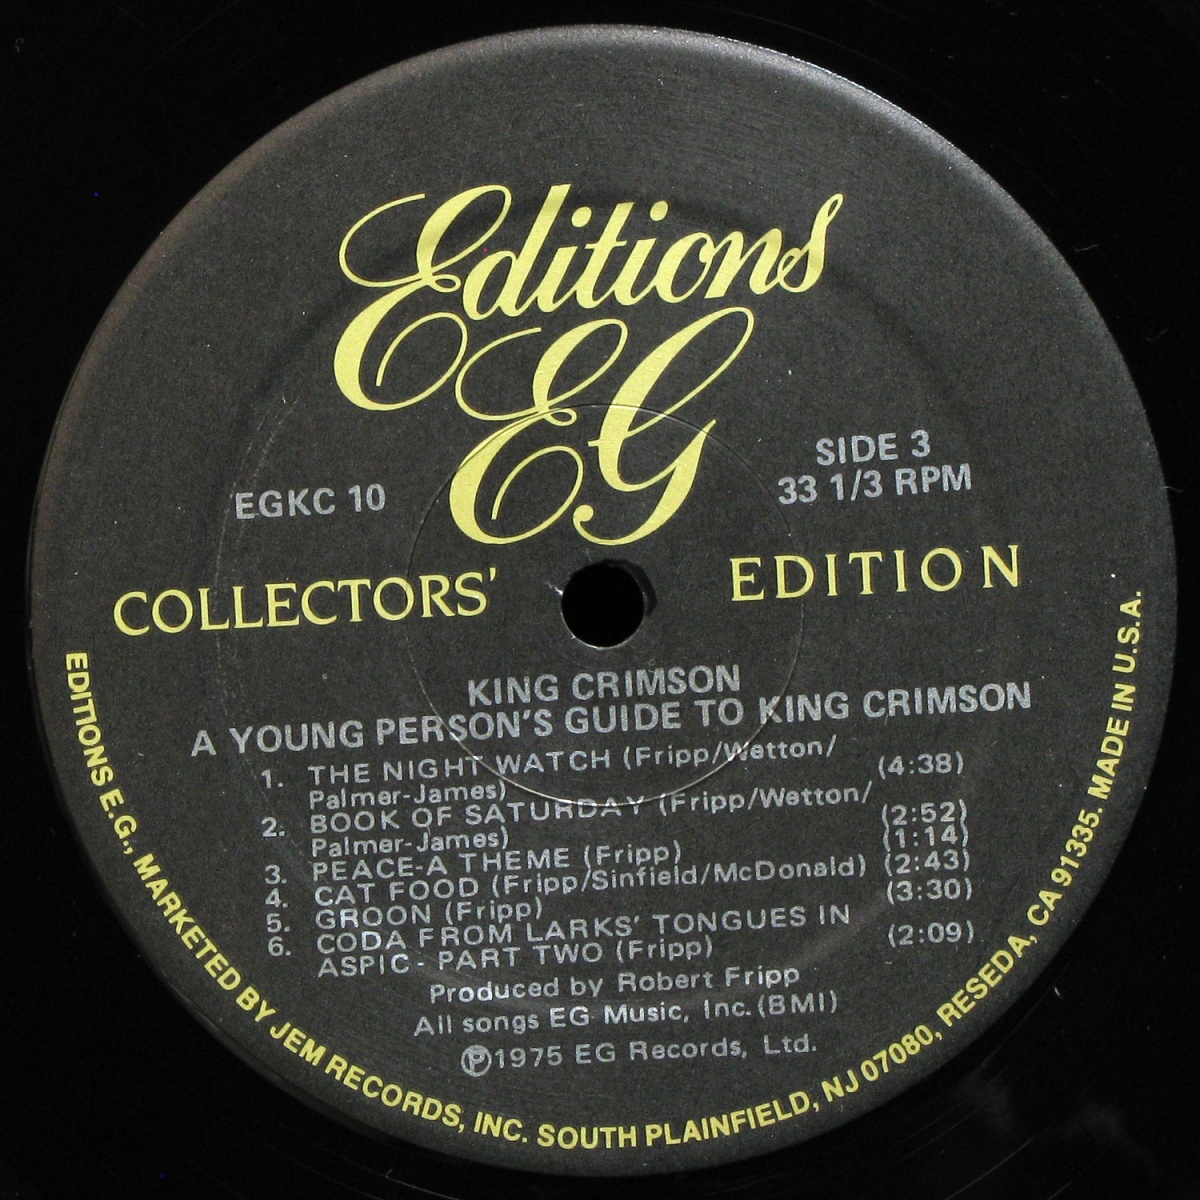 Editions
EG
EGKC 10
SIDE 3
33 1/3 RPM
COLLECTORS' EDITION
KING CRIMSON
A YOUNG PERSON'S GUIDE TO KING CRIMSON
1. THE NIGHT WATCH (Fripp/Wetton/
Palmer-James) (4:38)
2. BOOK OF SATURDAY (Fripp/Wetton/
Palmer-James) (2:52)
3. PEACE-A THEME (Fripp) (1:14)
4. CAT FOOD (Fripp/Sinfield/McDonald) (2:43)
5. GROON (Fripp) (3:30)
6. CODA FROM LARKS' TONGUES IN
ASPIC - PART TWO (Fripp) (2:09)
Produced by Robert Fripp
All songs EG Music, Inc. (BMI)
Ⓟ1975 EG Records, Ltd.
EDITIONS E.G., MARKETED BY JEM RECORDS, INC. SOUTH PLAINFIELD, NJ 07080, RESEDA, CA 91335. MADE IN U.S.A.